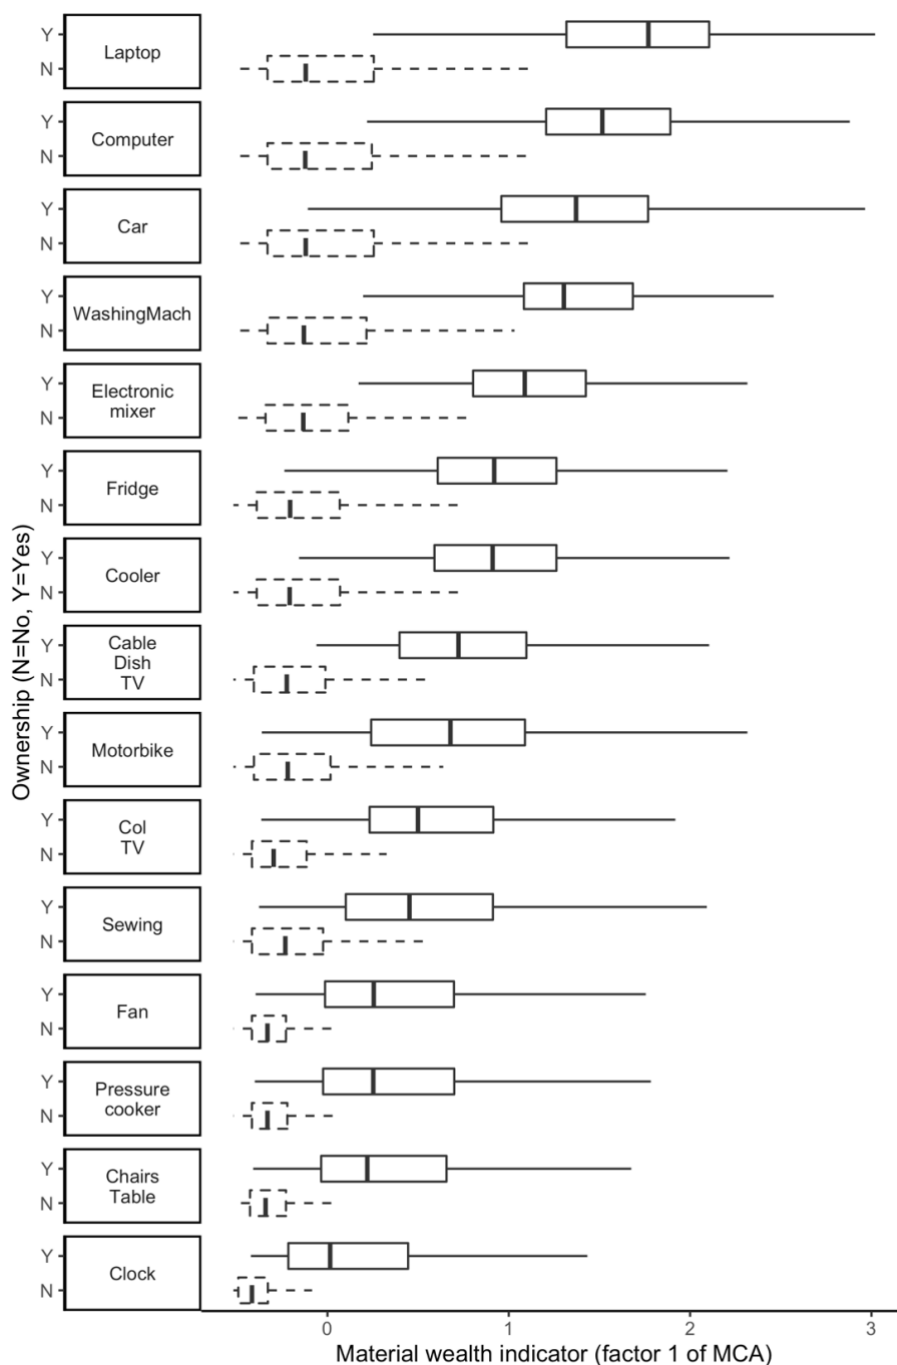 Y
Laptop
N
Y
Computer
N
Y
Car
N
Y
WashingMach
N
Y
Electronic
mixer
N
Y
Fridge
N
Y
Cooler
N
Y
Cable
Dish
TV
N
Y
Motorbike
N
Y
Col
TV
N
Y
Sewing
N
Y
Fan
N
Y
Pressure
cooker
N
Y
Chairs
Table
N
Y
Clock
N
Ownership (N=No, Y=Yes)
0 1 2 3
Material wealth indicator (factor 1 of MCA)